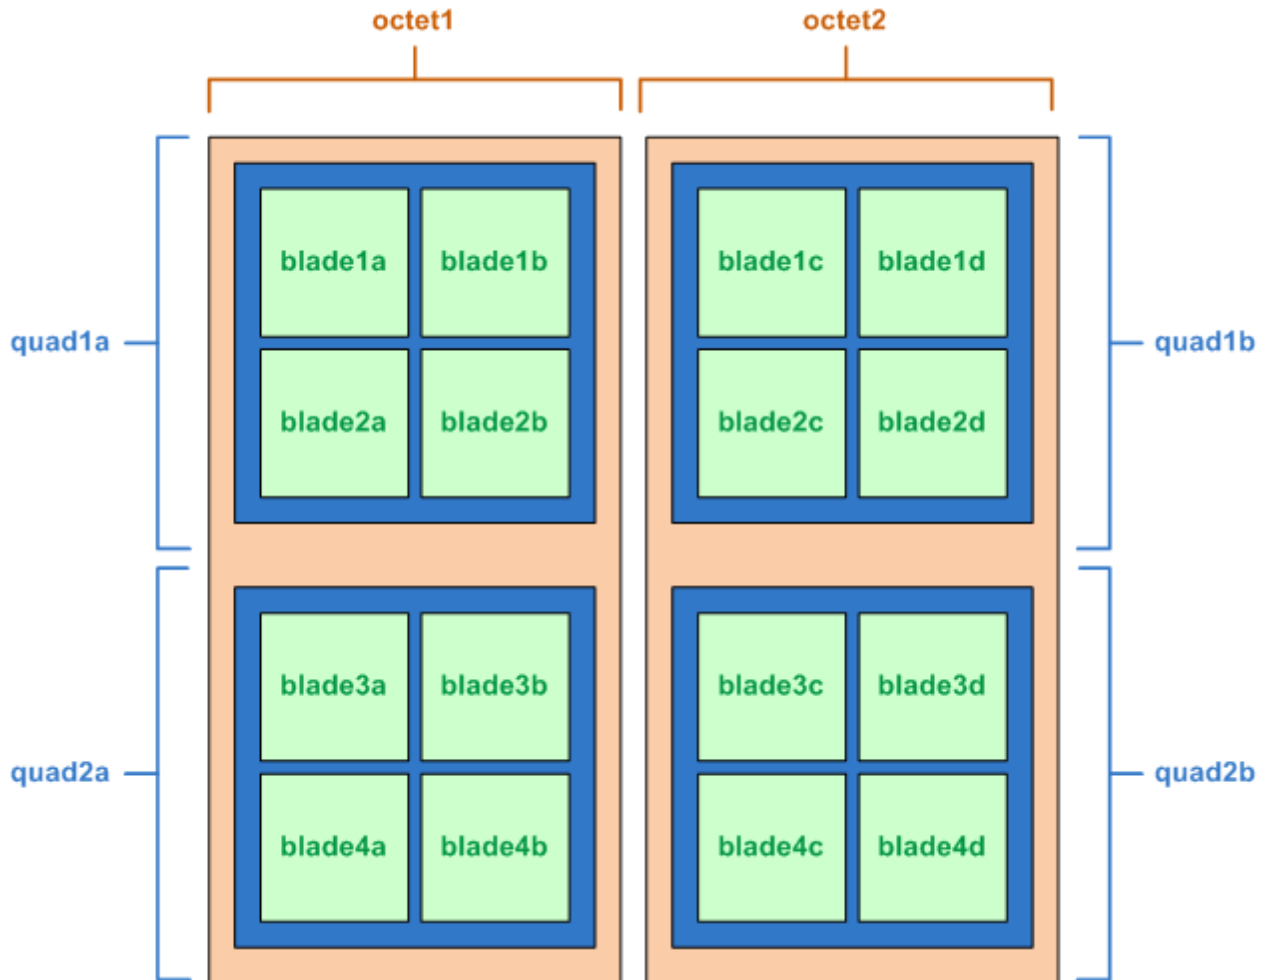 octet1 octet2
blade1a blade1b blade1c blade1d
quad1a quad1b
blade2a blade2b blade2c blade2d
blade3a blade3b blade3c blade3d
quad2a quad2b
blade4a blade4b blade4c blade4d